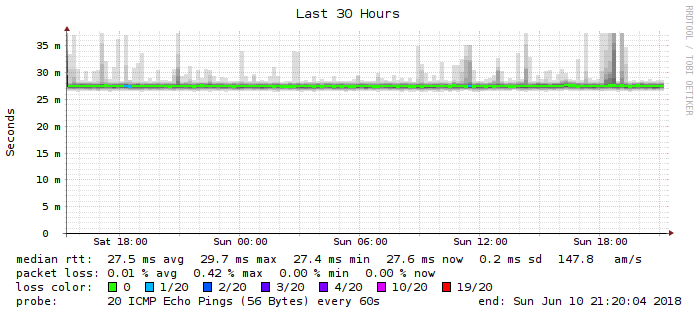 Last 30 Hours
RRDTOOL / TOBI OETIKER
Seconds
35 m
30 m
25 m
20 m
15 m
10 m
5 m
0
Sat 18:00 Sun 00:00 Sun 06:00 Sun 12:00 Sun 18:00
median rtt: 27.5 ms avg 29.7 ms max 27.4 ms min 27.6 ms now 0.2 ms sd 147.8 am/s
packet loss: 0.01 % avg 0.42 % max 0.00 % min 0.00 % now
loss color: 0 1/20 2/20 3/20 4/20 10/20 19/20
probe: 20 ICMP Echo Pings (56 Bytes) every 60s end: Sun Jun 10 21:20:04 2018